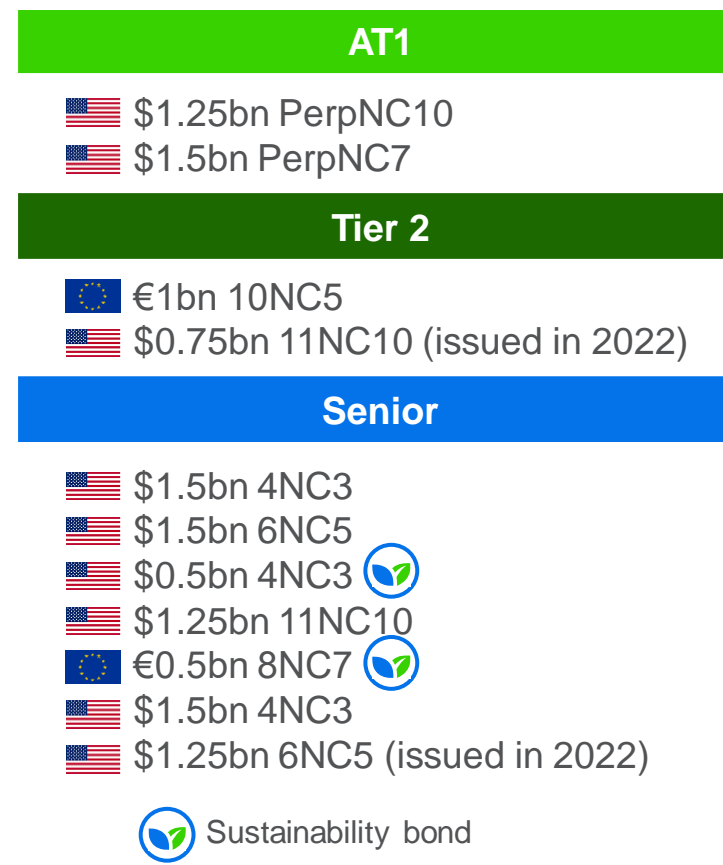 AT1
$1.25bn PerpNC10
$1.5bn PerpNC7
Tier 2
€1bn 10NC5
$0.75bn 11NC10 (issued in 2022)
Senior
$1.5bn 4NC3
$1.5bn 6NC5
$0.5bn 4NC3
$1.25bn 11NC10
€0.5bn 8NC7
$1.5bn 4NC3
$1.25bn 6NC5 (issued in 2022)
Sustainability bond